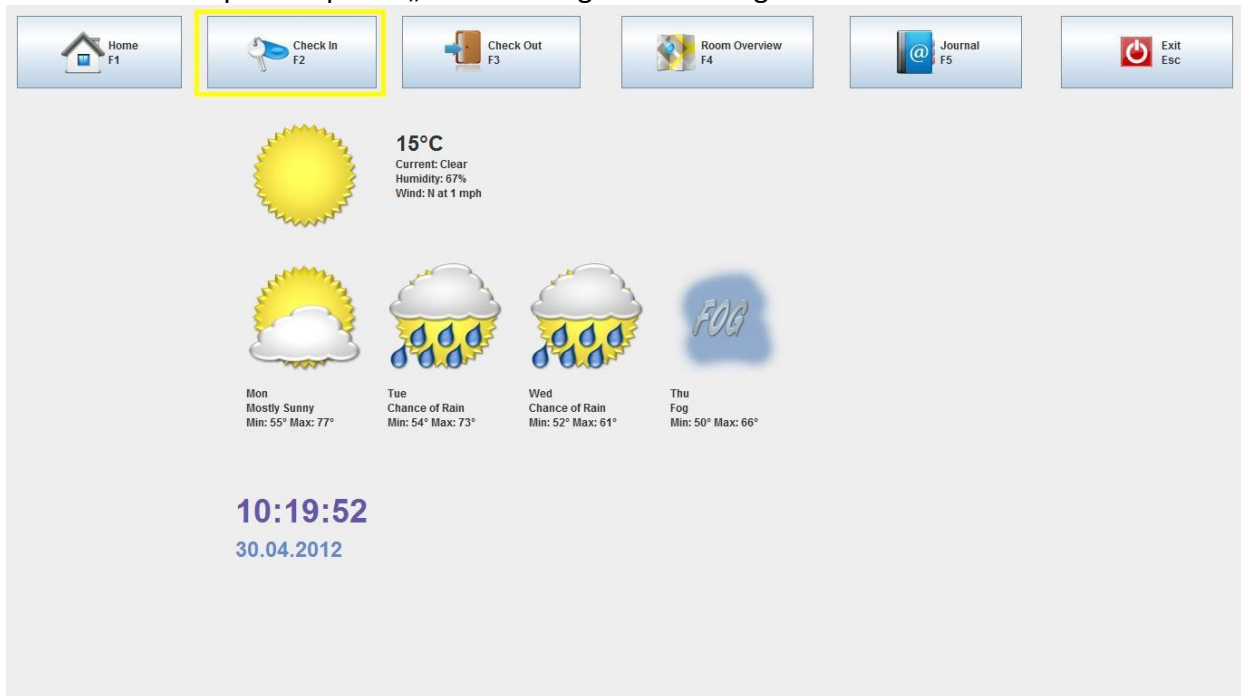 Home
F1
Check In
F2
Check Out
F3
Room Overview
F4
@
Journal
F5
Exit
Esc
15°C
Current: Clear
Humidity: 67%
Wind: N at 1 mph
FOG
Mon
Mostly Sunny
Min: 55° Max: 77°
Tue
Chance of Rain
Min: 54° Max: 73°
Wed
Chance of Rain
Min: 52° Max: 61°
Thu
Fog
Min: 50° Max: 66°
10:19:52
30.04.2012